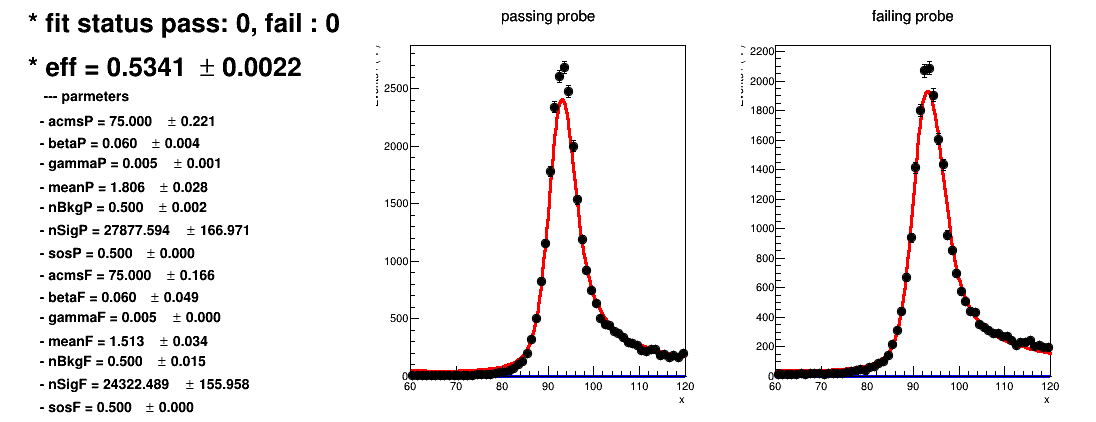 * fit status pass: 0, fail : 0
* eff = 0.5341 ± 0.0022
--- parmeters
- acmsP = 75.000 ± 0.221
- betaP = 0.060 ± 0.004
- gammaP = 0.005 ± 0.001
- meanP = 1.806 ± 0.028
- nBkgP = 0.500 ± 0.002
- nSigP = 27877.594 ± 166.971
- sosP = 0.500 ± 0.000
- acmsF = 75.000 ± 0.166
- betaF = 0.060 ± 0.049
- gammaF = 0.005 ± 0.000
- meanF = 1.513 ± 0.034
- nBkgF = 0.500 ± 0.015
- nSigF = 24322.489 ± 155.958
- sosF = 0.500 ± 0.000
passing probe
2500
2000
1500
1000
500
0
60 70 80 90 100 110 120
x
failing probe
2200
2000
1800
1600
1400
1200
1000
800
600
400
200
0
60 70 80 90 100 110 120
x